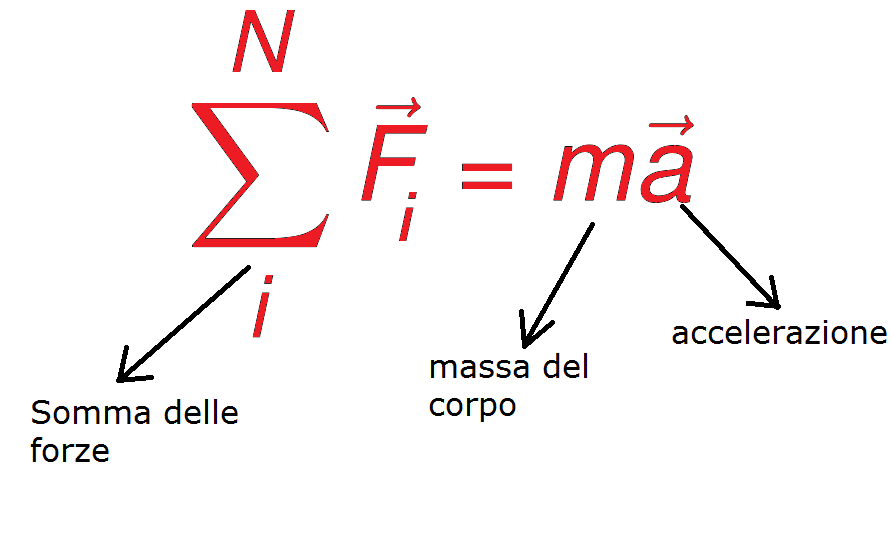 N
∑ F⃗i = ma⃗
i
accelerazione
massa del
corpo
Somma delle
forze